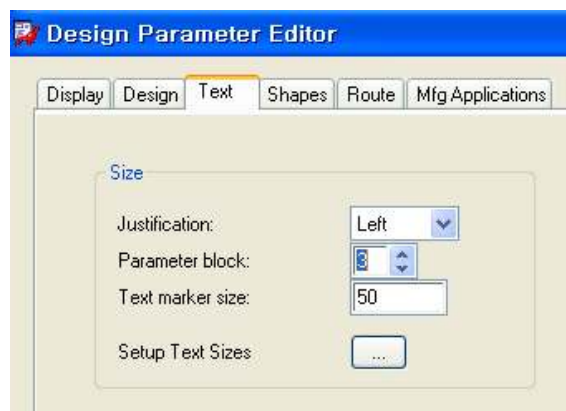 Design Parameter Editor
Display Design Text Shapes Route Mfg Applications
Size
Justification: Left
Parameter block: 3
Text marker size: 50
Setup Text Sizes ...